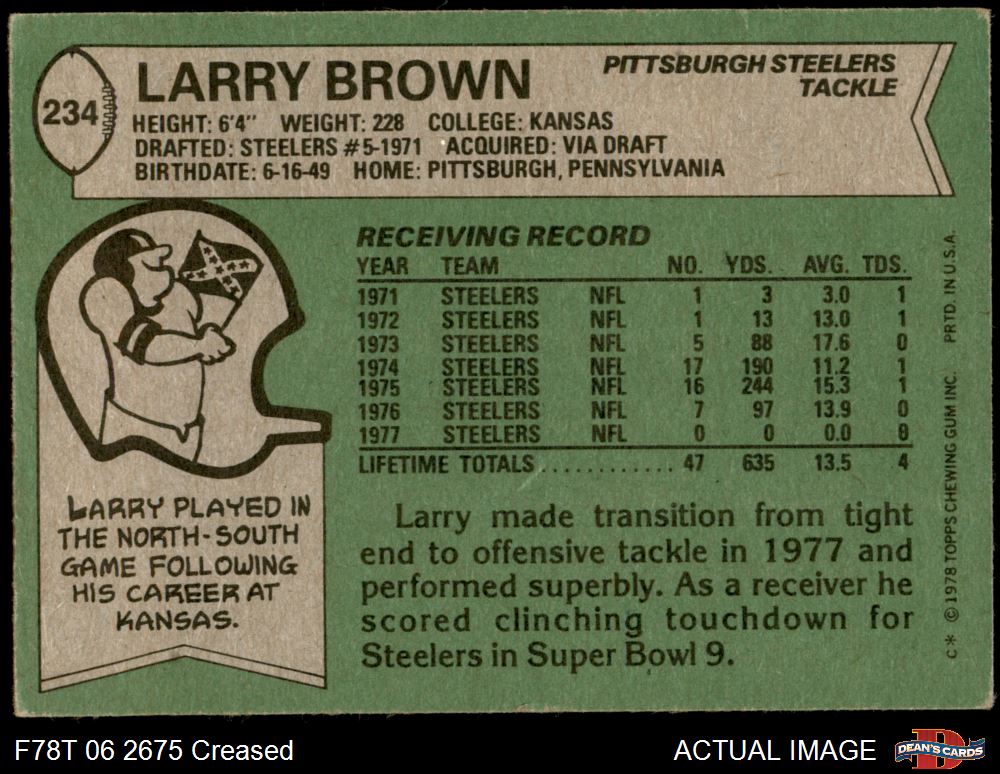 234
LARRY BROWN
PITTSBURGH STEELERS
TACKLE
HEIGHT: 6'4" WEIGHT: 228 COLLEGE: KANSAS
DRAFTED: STEELERS #5-1971 ACQUIRED: VIA DRAFT
BIRTHDATE: 6-16-49 HOME: PITTSBURGH, PENNSYLVANIA
RECEIVING RECORD
YEAR TEAM NO. YDS. AVG. TDS.
1971 STEELERS NFL 1 3 3.0 1
1972 STEELERS NFL 1 13 13.0 1
1973 STEELERS NFL 5 88 17.6 0
1974 STEELERS NFL 17 190 11.2 1
1975 STEELERS NFL 16 244 15.3 1
1976 STEELERS NFL 7 97 13.9 0
1977 STEELERS NFL 0 0 0.0 0
LIFETIME TOTALS............ 47 635 13.5 4
LARRY PLAYED IN
THE NORTH-SOUTH
GAME FOLLOWING
HIS CAREER AT
KANSAS.
Larry made transition from tight
end to offensive tackle in 1977 and
performed superbly. As a receiver he
scored clinching touchdown for
Steelers in Super Bowl 9.
C* © 1978 TOPPS CHEWING GUM INC. PRTD. IN U.S.A.
F78T 06 2675 Creased
ACTUAL IMAGE
D
DEAN'S CARDS